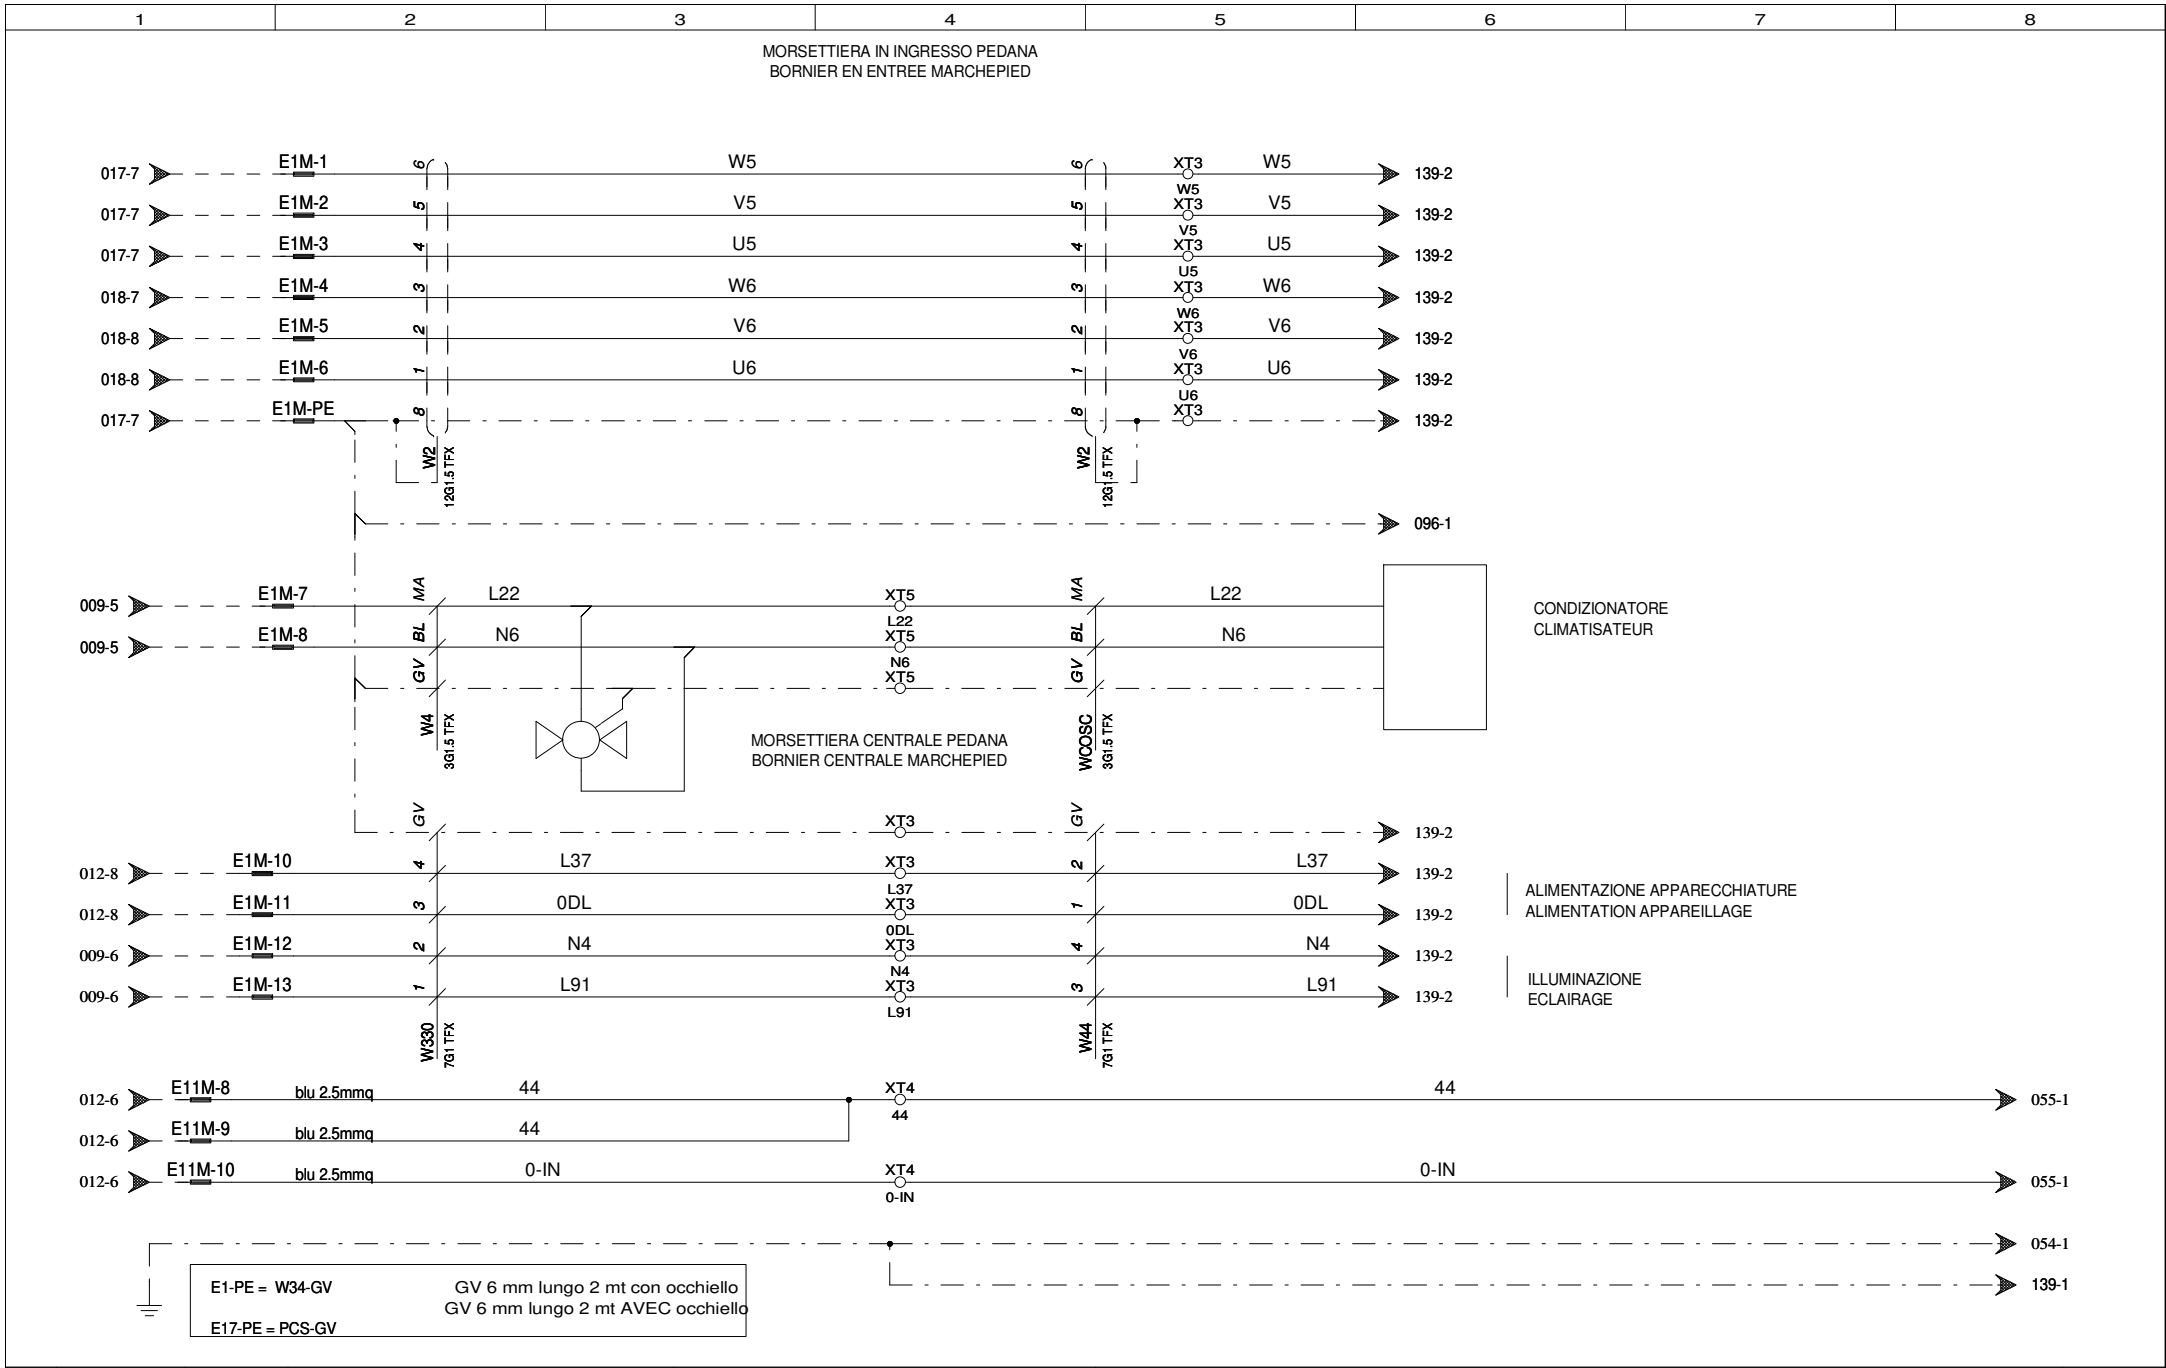 1 2 3 4 5 6 7 8
MORSETTIERA IN INGRESSO PEDANA
BORNIER EN ENTREE MARCHEPIED
017-7 E1M-1 6 W5 6 XT3 W5 139-2
W5
017-7 E1M-2 5 V5 5 XT3 V5 139-2
V5
017-7 E1M-3 4 U5 4 XT3 U5 139-2
U5
018-7 E1M-4 3 W6 3 XT3 W6 139-2
W6
018-8 E1M-5 2 V6 2 XT3 V6 139-2
V6
018-8 E1M-6 1 U6 1 XT3 U6 139-2
U6
017-7 E1M-PE 8 8 XT3 139-2
W2 12G1.5 TFX W2 12G1.5 TFX
096-1
009-5 E1M-7 MA L22 XT5 MA L22
L22
009-5 E1M-8 BL N6 XT5 BL N6
N6
GV XT5 GV
CONDIZIONATORE
CLIMATISATEUR
W4 3G1.5 TFX WCOSC 3G1.5 TFX
MORSETTIERA CENTRALE PEDANA
BORNIER CENTRALE MARCHEPIED
GV XT3 GV 139-2
012-8 E1M-10 4 L37 XT3 2 L37 139-2
L37
012-8 E1M-11 3 0DL XT3 1 0DL 139-2
0DL
ALIMENTAZIONE APPARECCHIATURE
ALIMENTATION APPAREILLAGE
009-6 E1M-12 2 N4 XT3 4 N4 139-2
N4
009-6 E1M-13 1 L91 XT3 3 L91 139-2
L91
ILLUMINAZIONE
ECLAIRAGE
W330 7G1 TFX W44 7G1 TFX
012-6 E11M-8 blu 2.5mmq 44 XT4 44 055-1
44
012-6 E11M-9 blu 2.5mmq 44
012-6 E11M-10 blu 2.5mmq 0-IN XT4 0-IN 055-1
0-IN
054-1
139-1
E1-PE = W34-GV GV 6 mm lungo 2 mt con occhiello
GV 6 mm lungo 2 mt AVEC occhiello
E17-PE = PCS-GV